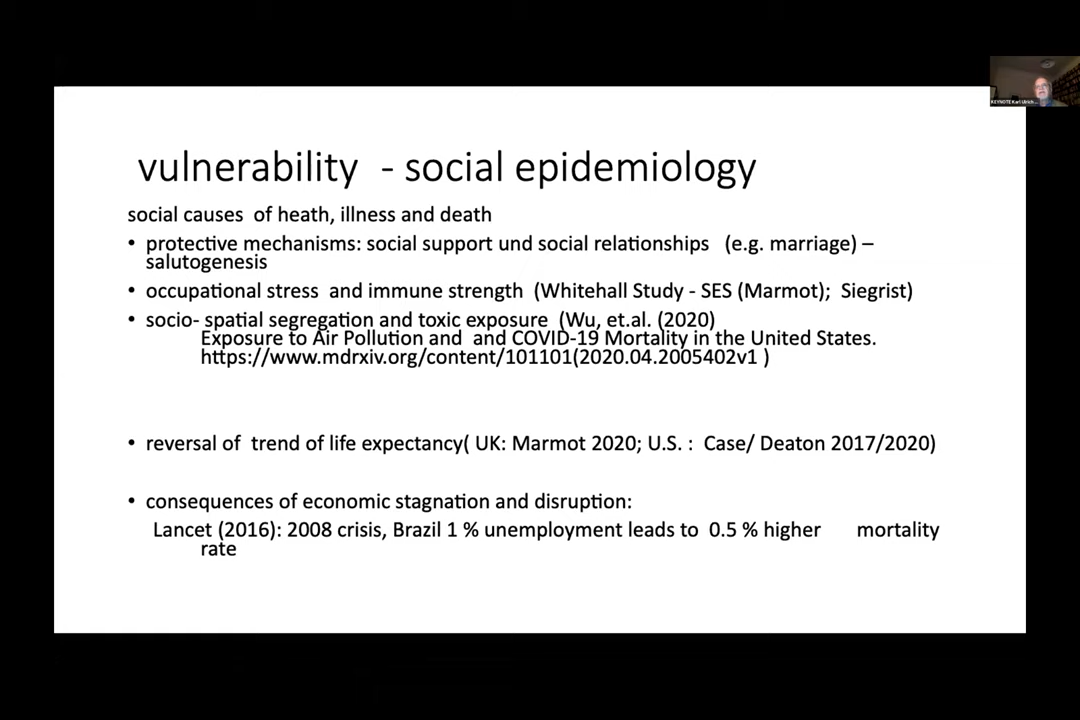 KEYNOTE Karl Ulrich...
vulnerability - social epidemiology
social causes of heath, illness and death
• protective mechanisms: social support und social relationships (e.g. marriage) –
salutogenesis
• occupational stress and immune strength (Whitehall Study - SES (Marmot); Siegrist)
• socio- spatial segregation and toxic exposure (Wu, et.al. (2020)
Exposure to Air Pollution and and COVID-19 Mortality in the United States.
https://www.mdrxiv.org/content/101101(2020.04.2005402v1 )
• reversal of trend of life expectancy( UK: Marmot 2020; U.S. : Case/ Deaton 2017/2020)
• consequences of economic stagnation and disruption:
Lancet (2016): 2008 crisis, Brazil 1 % unemployment leads to 0.5 % higher mortality
rate